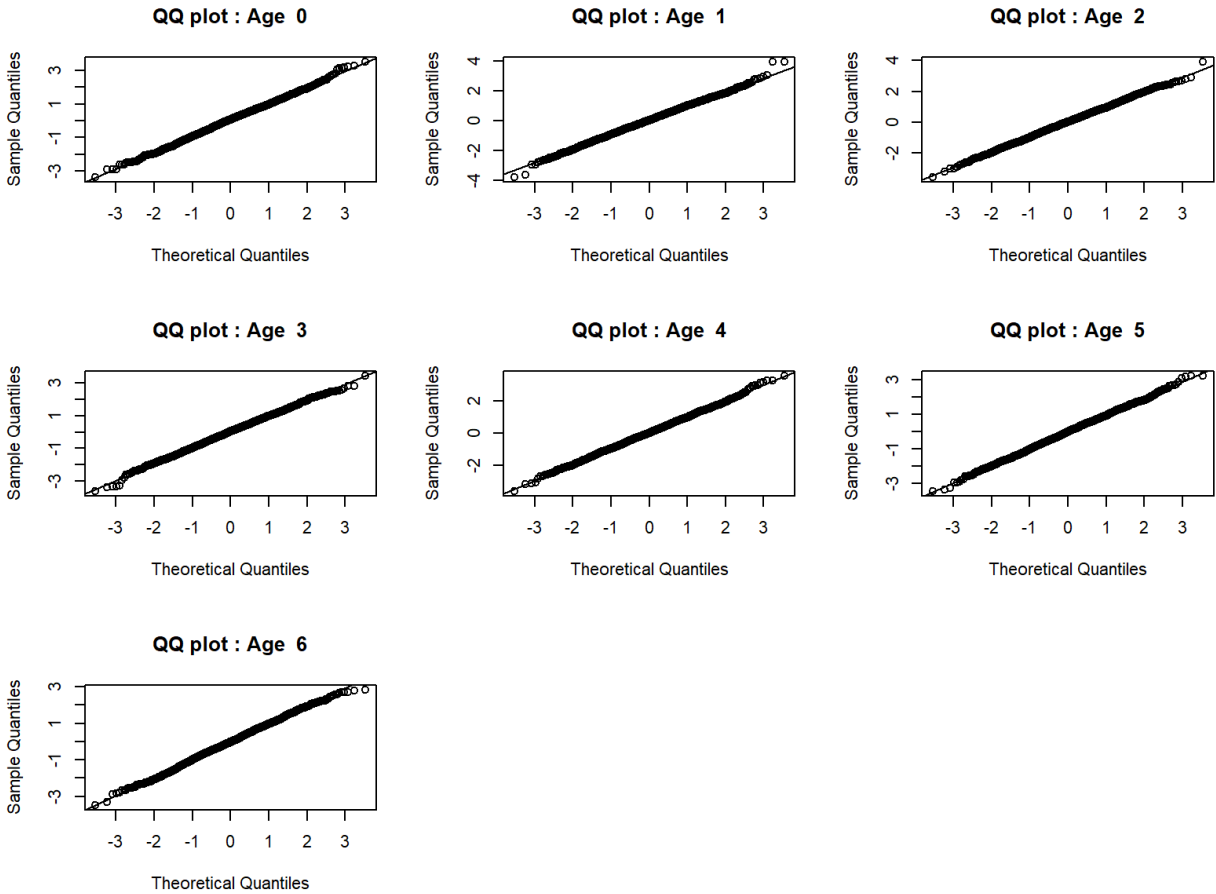 QQ plot : Age 0
Sample Quantiles
3
1
-1
-3
-3 -2 -1 0 1 2 3
Theoretical Quantiles
QQ plot : Age 1
Sample Quantiles
4
2
0
-2
-4
-3 -2 -1 0 1 2 3
Theoretical Quantiles
QQ plot : Age 2
Sample Quantiles
4
2
0
-2
-3 -2 -1 0 1 2 3
Theoretical Quantiles
QQ plot : Age 3
Sample Quantiles
3
1
-1
-3
-3 -2 -1 0 1 2 3
Theoretical Quantiles
QQ plot : Age 4
Sample Quantiles
2
0
-2
-3 -2 -1 0 1 2 3
Theoretical Quantiles
QQ plot : Age 5
Sample Quantiles
3
1
-1
-3
-3 -2 -1 0 1 2 3
Theoretical Quantiles
QQ plot : Age 6
Sample Quantiles
3
1
-1
-3
-3 -2 -1 0 1 2 3
Theoretical Quantiles